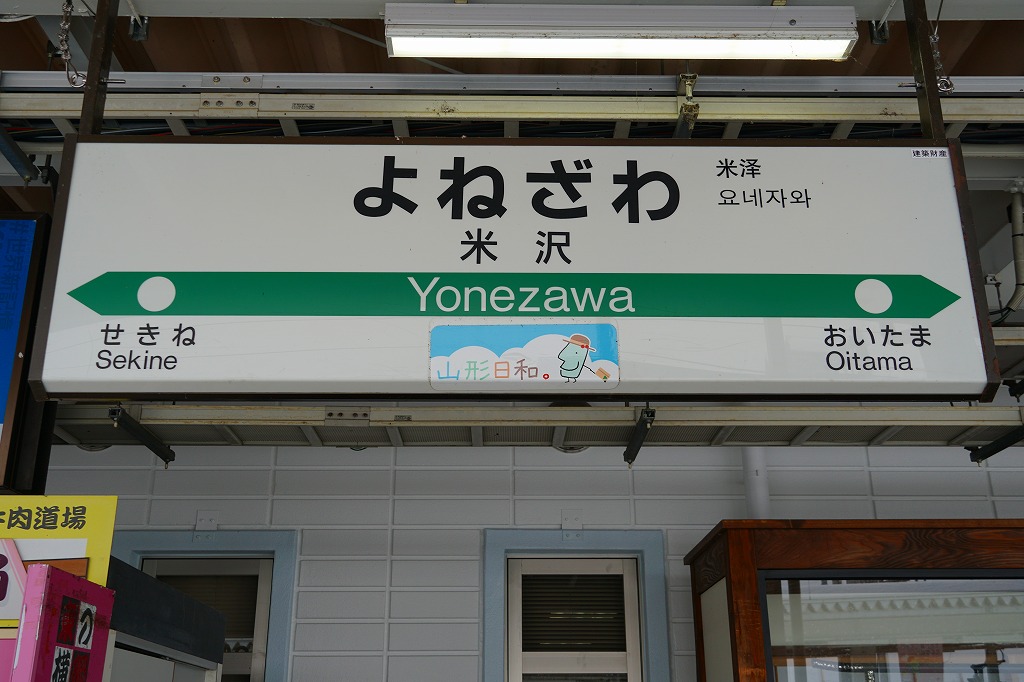 建築財産
よねざわ
米泽
요네자와
米沢
Yonezawa
せきね
Sekine
おいたま
Oitama
山形日和。
肉道場